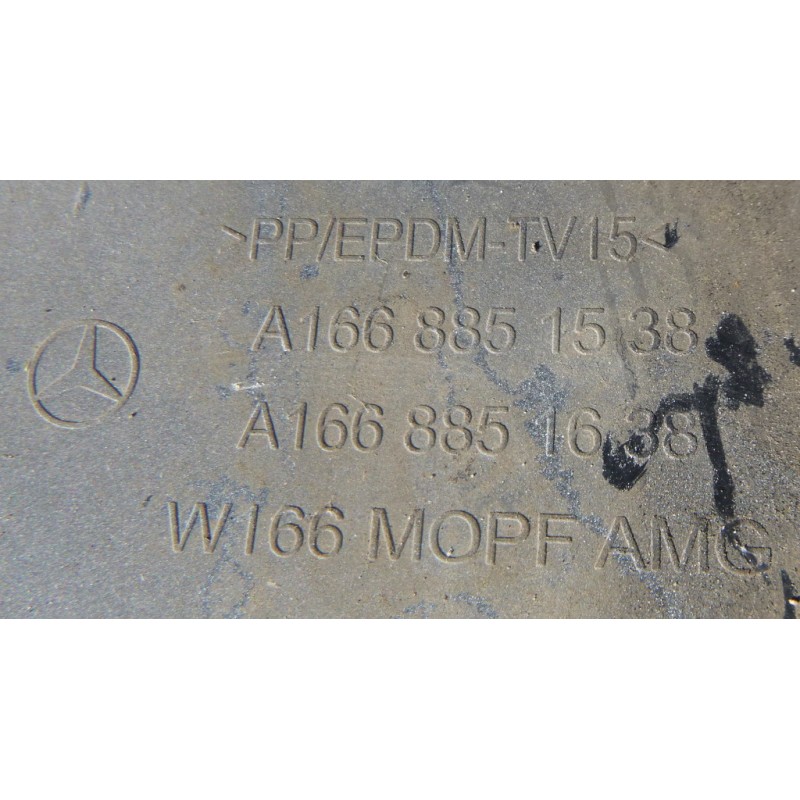 >PP/EPDM-TV15<
A166 885 15 38
A166 885 16 38
W166 MOPF AMG